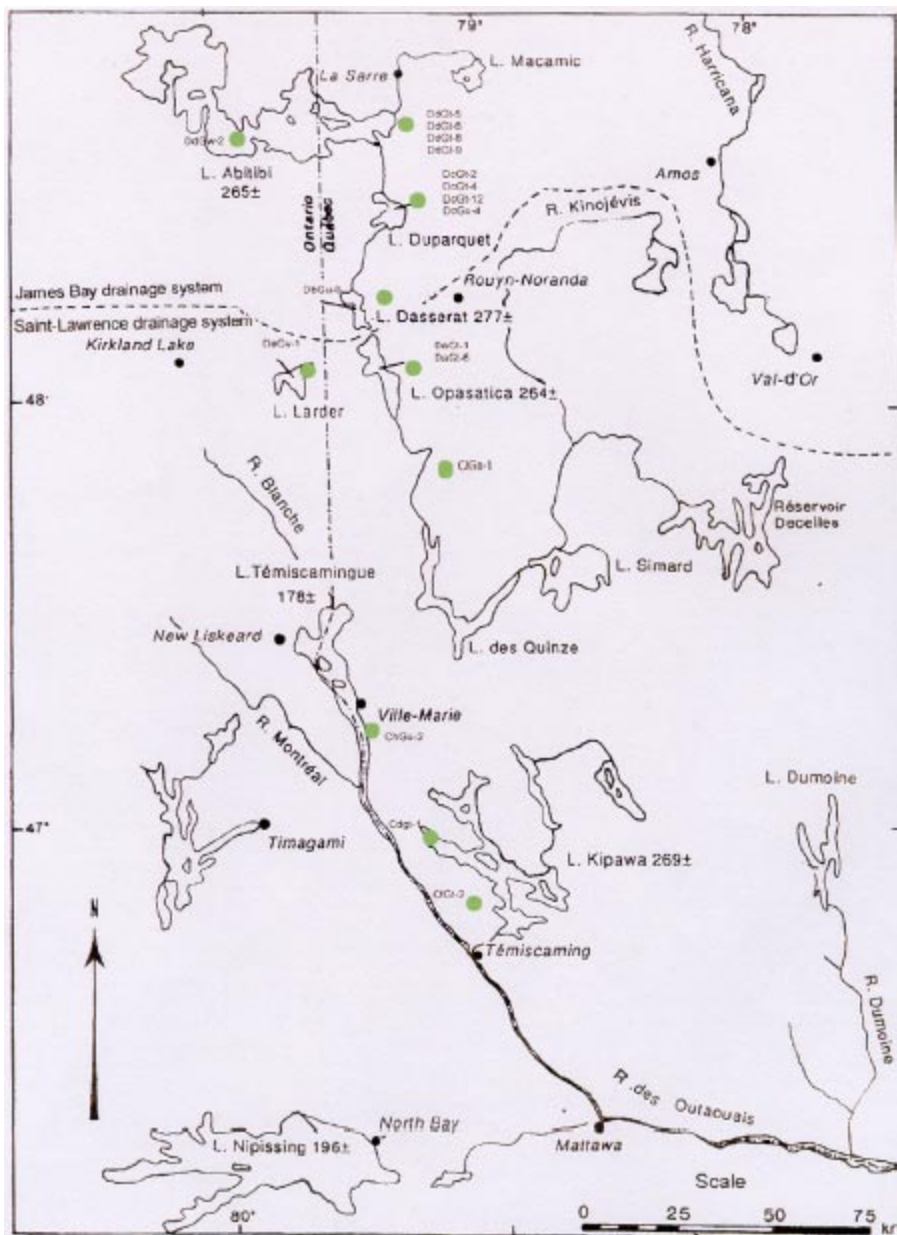 79°
78°
L. Macamic
La Sarre
R. Harricana
DdGt-5
DdGt-6
DdGt-8
DdGt-9
DdGw-2
L. Abitibi
265±
Amos
DcGt-2
DcGt-4
DcGt-12
R. Kinojévis
Ontario
Québec
L. Duparquet
James Bay drainage system
Rouyn-Noranda
L. Dasserat 277±
Saint-Lawrence drainage system
Kirkland Lake
Val-d'Or
48°
L. Opasatica 264±
L. Larder
R. Blanche
Réservoir
Decelles
L. Témiscamingue
178±
L. Simard
New Liskeard
L. des Quinze
Ville-Marie
R. Montréal
L. Dumoine
47°
Timagami
L. Kipawa 269±
N
Témiscaming
R. Dumoine
R. des Outaouais
North Bay
L. Nipissing 196±
Mattawa
Scale
80°
0 25 50 75